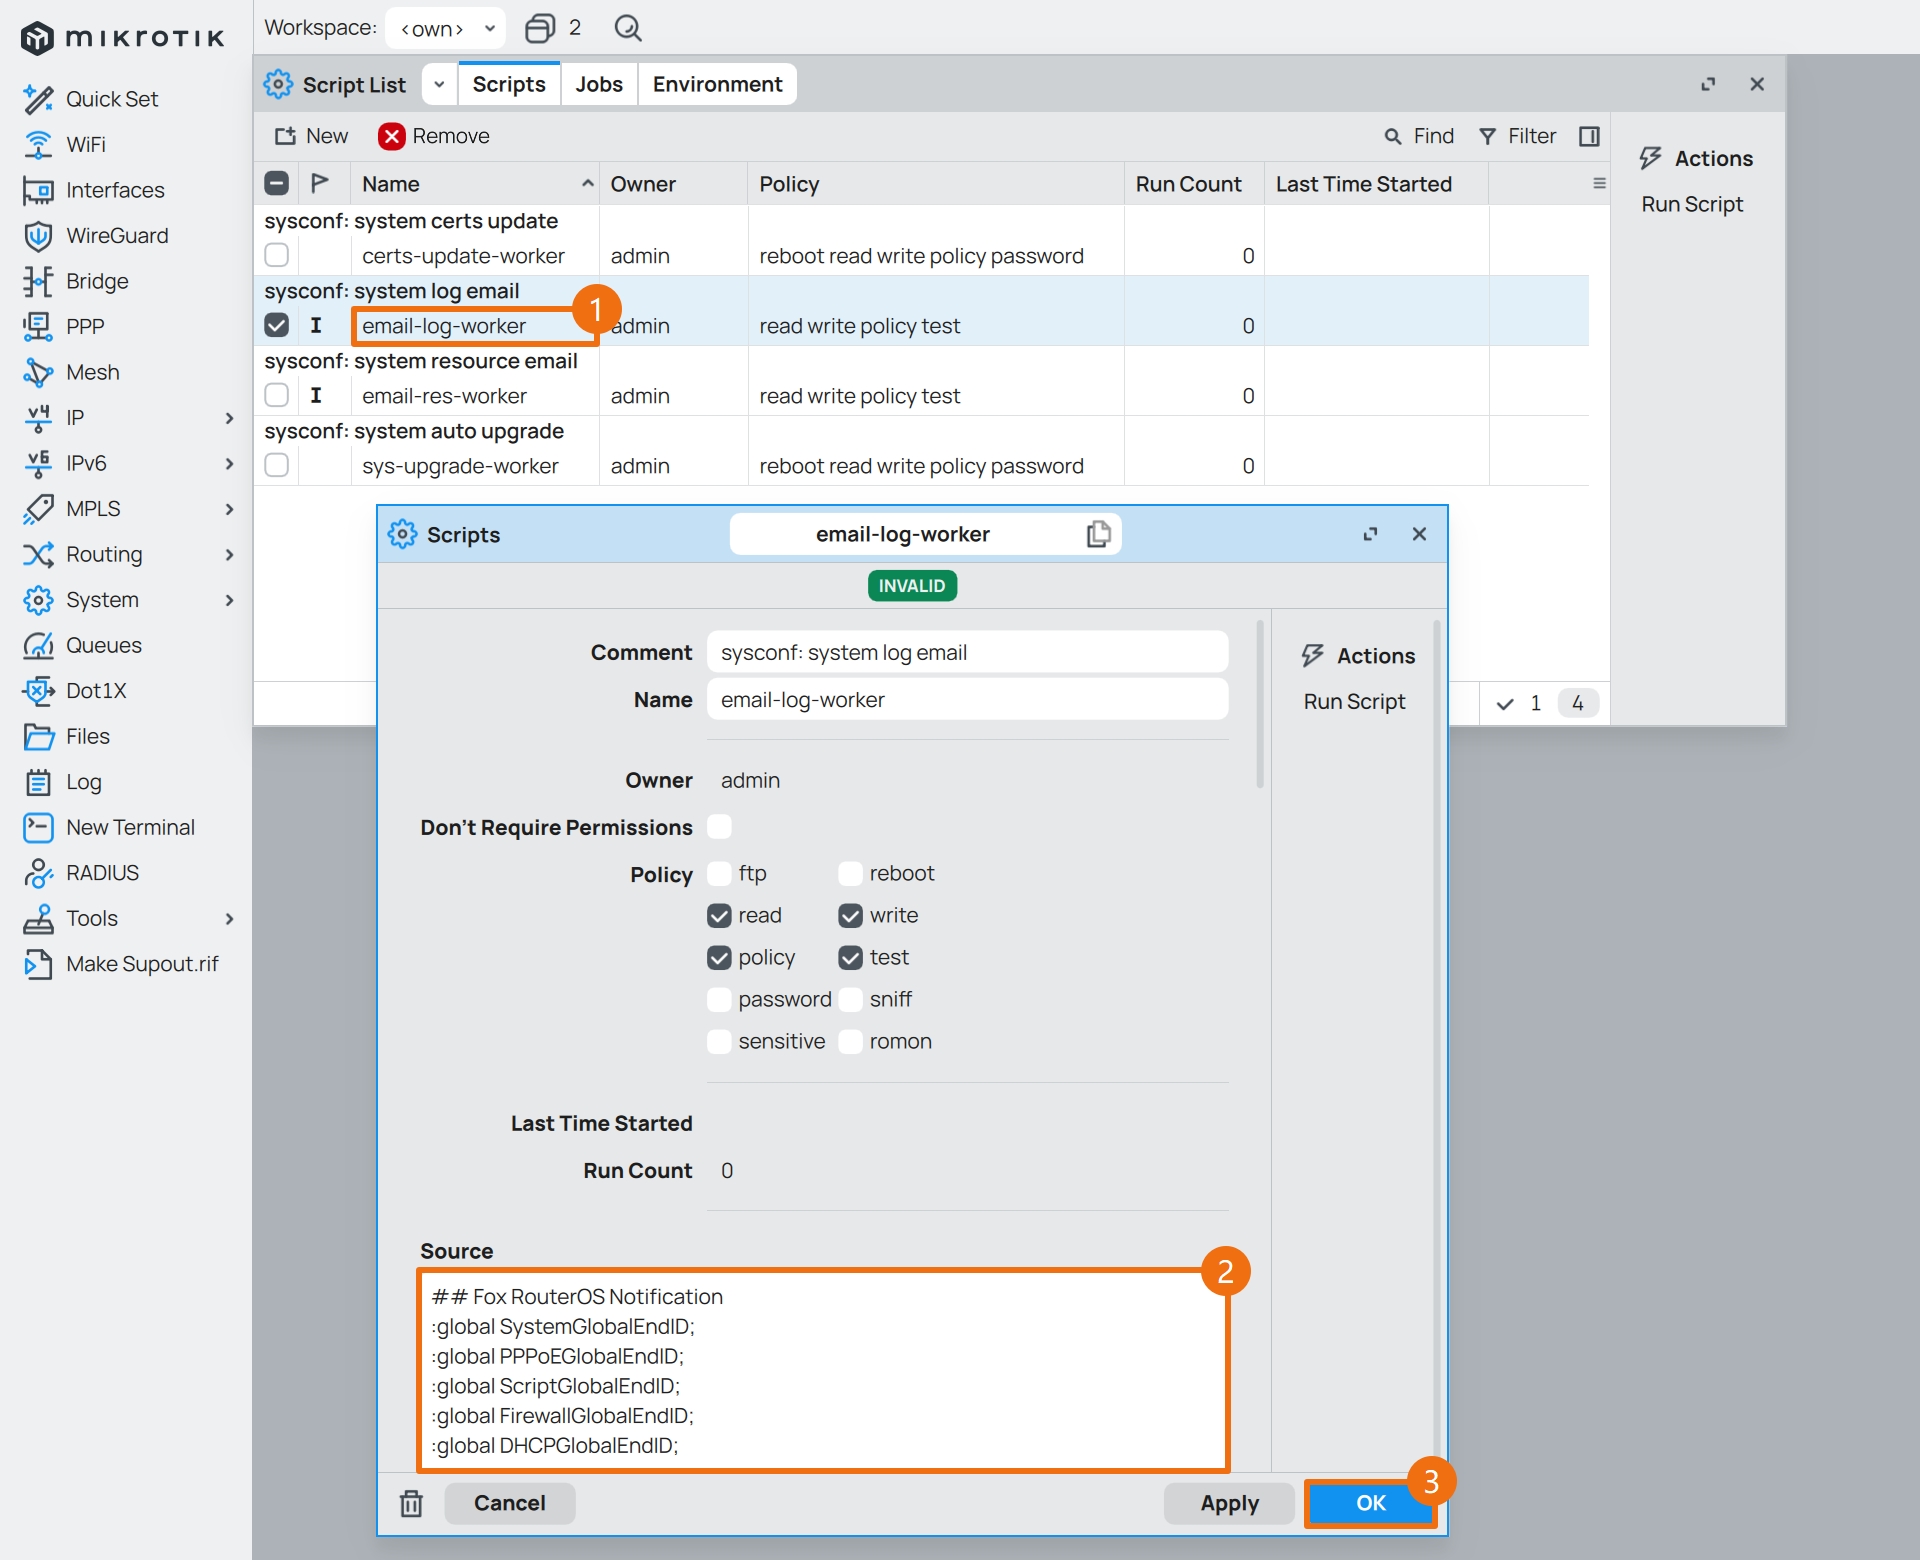 mikrotik
Workspace: <own> 2
Quick Set
WiFi
Interfaces
WireGuard
Bridge
PPP
Mesh
v4 IP
v6 IPv6
MPLS
Routing
System
Queues
Dot1X
Files
Log
New Terminal
RADIUS
Tools
Make Supout.rif
Script List Scripts Jobs Environment
New Remove Find Filter
Name Owner Policy Run Count Last Time Started
sysconf: system certs update
certs-update-worker admin reboot read write policy password 0
sysconf: system log email
I email-log-worker 1 admin read write policy test 0
sysconf: system resource email
I email-res-worker admin read write policy test 0
sysconf: system auto upgrade
sys-upgrade-worker admin reboot read write policy password 0
1 4
Actions
Run Script
Scripts email-log-worker
INVALID
Comment sysconf: system log email
Name email-log-worker
Owner admin
Don't Require Permissions
Policy ftp reboot
read write
policy test
password sniff
sensitive romon
Last Time Started
Run Count 0
Source
2
## Fox RouterOS Notification
:global SystemGlobalEndID;
:global PPPoEGlobalEndID;
:global ScriptGlobalEndID;
:global FirewallGlobalEndID;
:global DHCPGlobalEndID;
Actions
Run Script
Cancel Apply OK 3